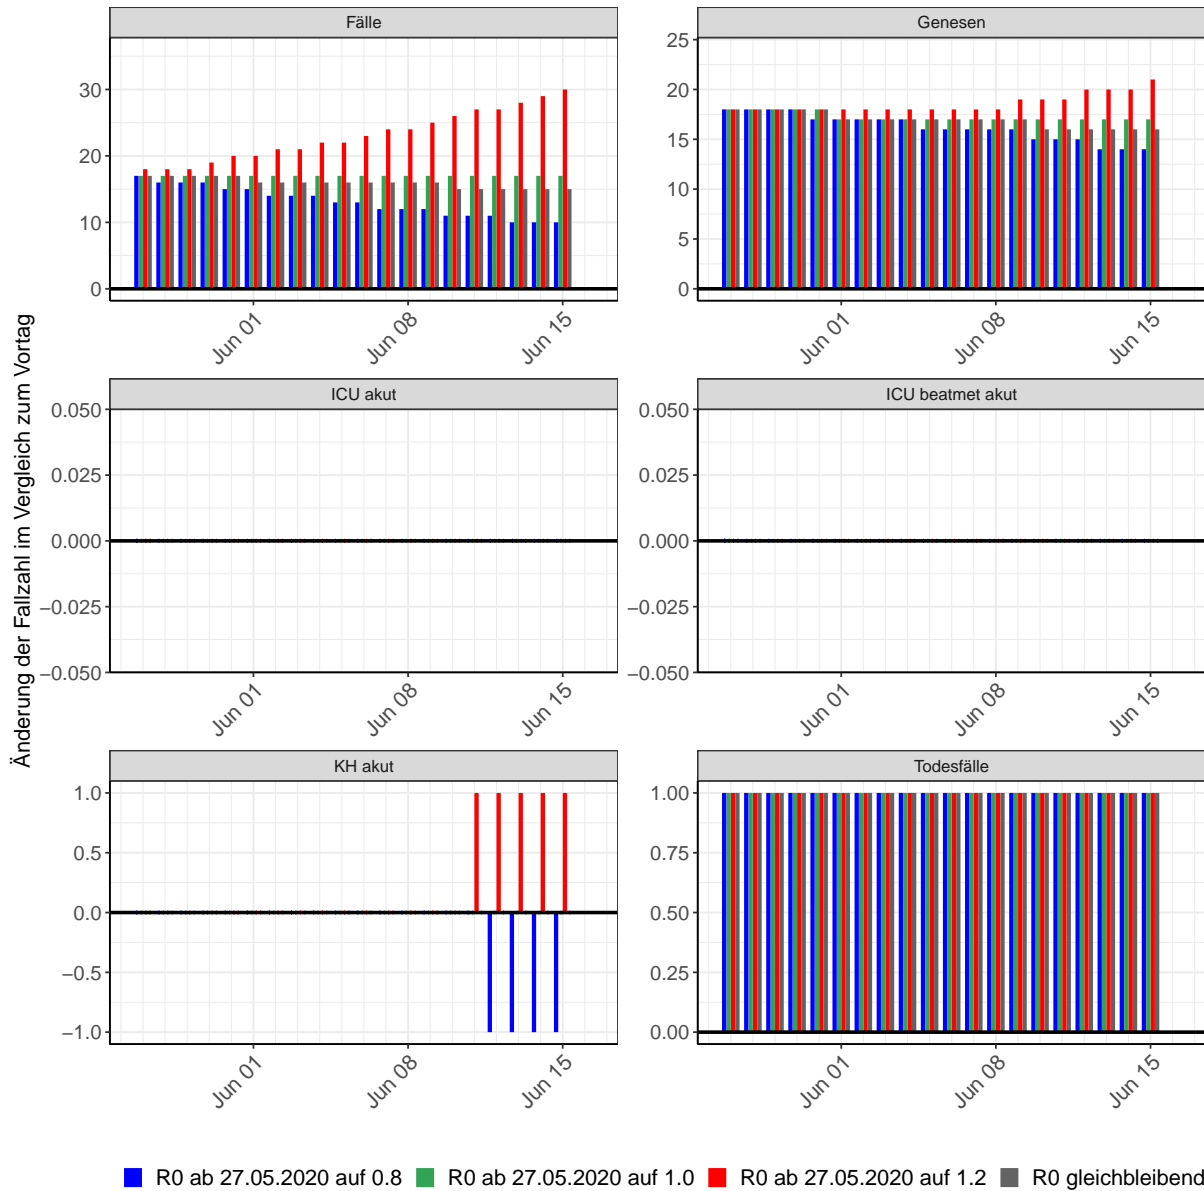 Fälle
Genesen
30
20
10
0
Jun 01
Jun 08
Jun 15
25
20
15
10
5
0
Jun 01
Jun 08
Jun 15
Änderung der Fallzahl im Vergleich zum Vortag
ICU akut
ICU beatmet akut
0.050
0.025
0.000
−0.025
−0.050
Jun 01
Jun 08
Jun 15
0.050
0.025
0.000
−0.025
−0.050
Jun 01
Jun 08
Jun 15
KH akut
Todesfälle
1.0
0.5
0.0
−0.5
−1.0
Jun 01
Jun 08
Jun 15
1.00
0.75
0.50
0.25
0.00
Jun 01
Jun 08
Jun 15
R0 ab 27.05.2020 auf 0.8 R0 ab 27.05.2020 auf 1.0 R0 ab 27.05.2020 auf 1.2 R0 gleichbleibend